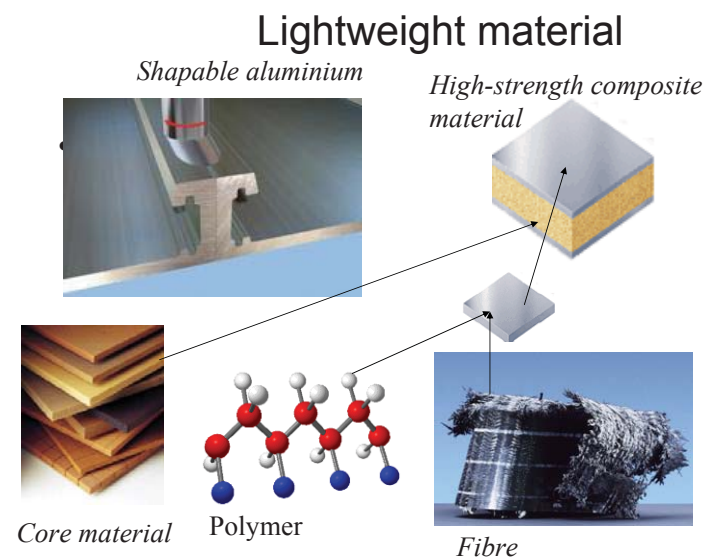 Lightweight material
Shapable aluminium
High-strength composite
material
Core material
Polymer
Fibre